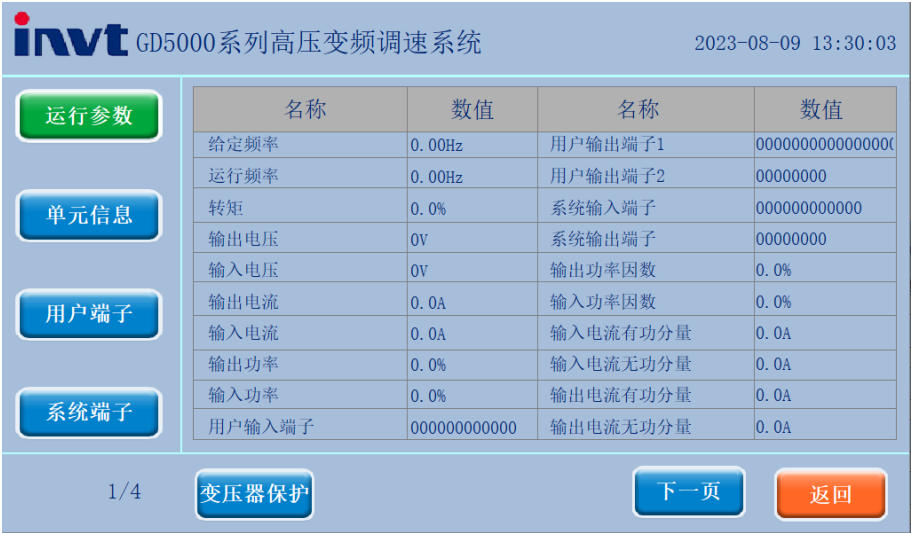 invt GD5000系列高压变频调速系统 2023-08-09 13:30:03
运行参数
单元信息
用户端子
系统端子
名称 数值 名称 数值
给定频率 0.00Hz 用户输出端子1 0000000000000000
运行频率 0.00Hz 用户输出端子2 00000000
转矩 0.0% 系统输入端子 000000000000
输出电压 0V 系统输出端子 00000000
输入电压 0V 输出功率因数 0.0%
输出电流 0.0A 输入功率因数 0.0%
输入电流 0.0A 输入电流有功分量 0.0A
输出功率 0.0% 输入电流无功分量 0.0A
输入功率 0.0% 输出电流有功分量 0.0A
用户输入端子 000000000000 输出电流无功分量 0.0A
1/4 变压器保护 下一页 返回